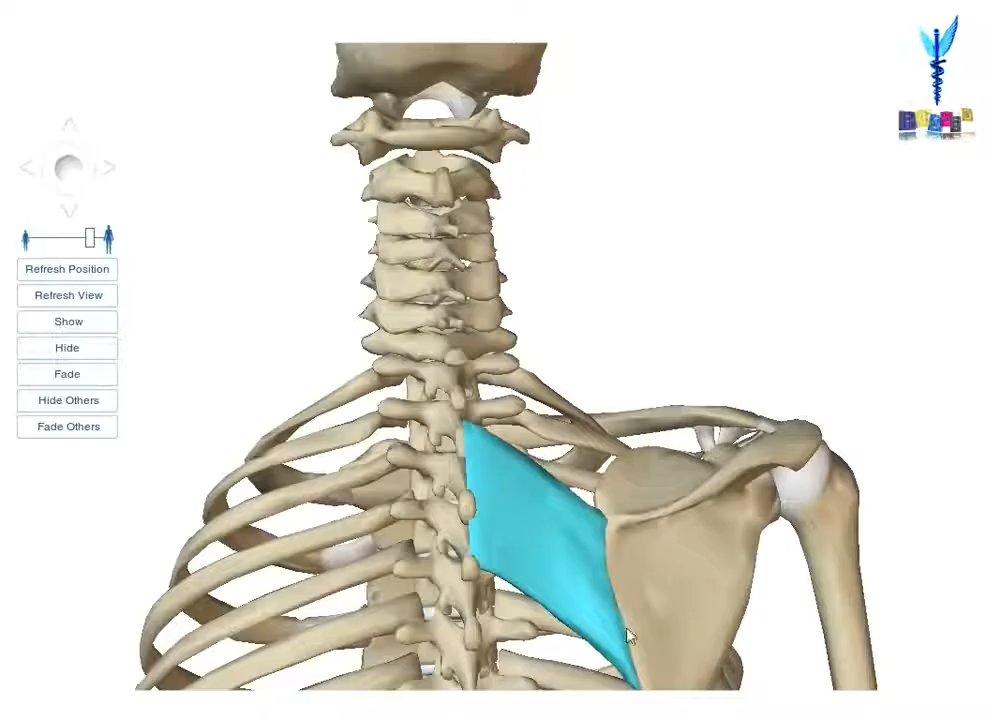 Refresh Position
Refresh View
Show
Hide
Fade
Hide Others
Fade Others